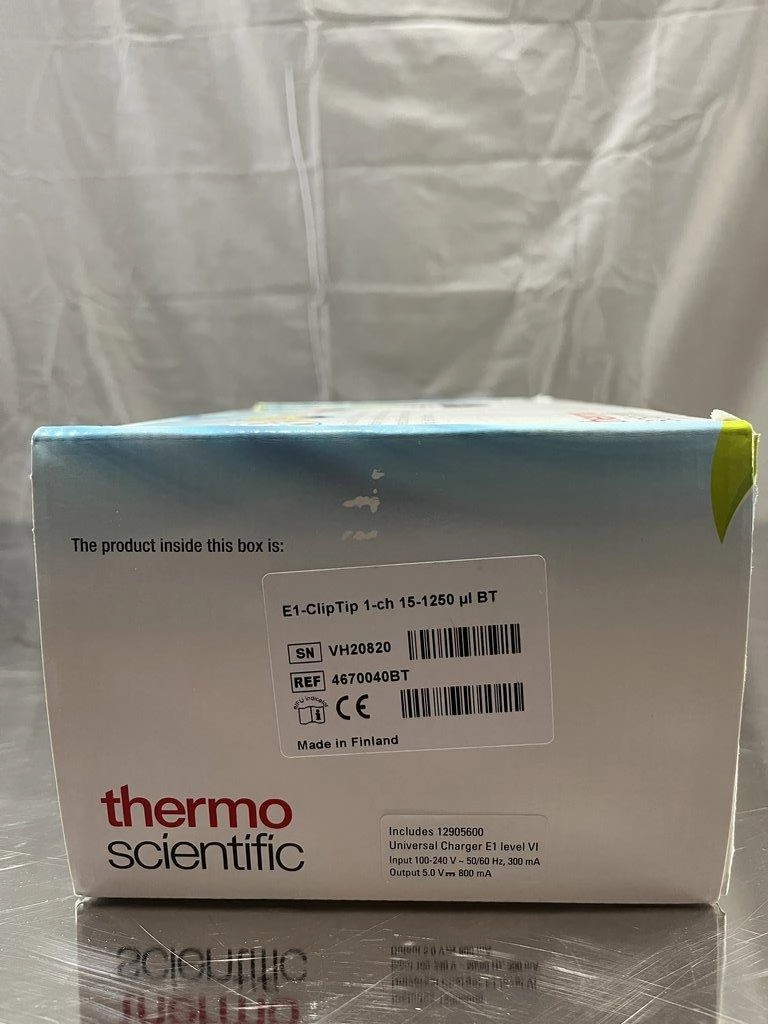 The product inside this box is:
E1-ClipTip 1-ch 15-1250 µl BT
SN VH20820
REF 4670040BT
eIFU indicator
CE
Made in Finland
thermo
scientific
Includes 12905600
Universal Charger E1 level VI
Input 100-240 V ~ 50/60 Hz, 300 mA
Output 5.0 V⎓ 800 mA